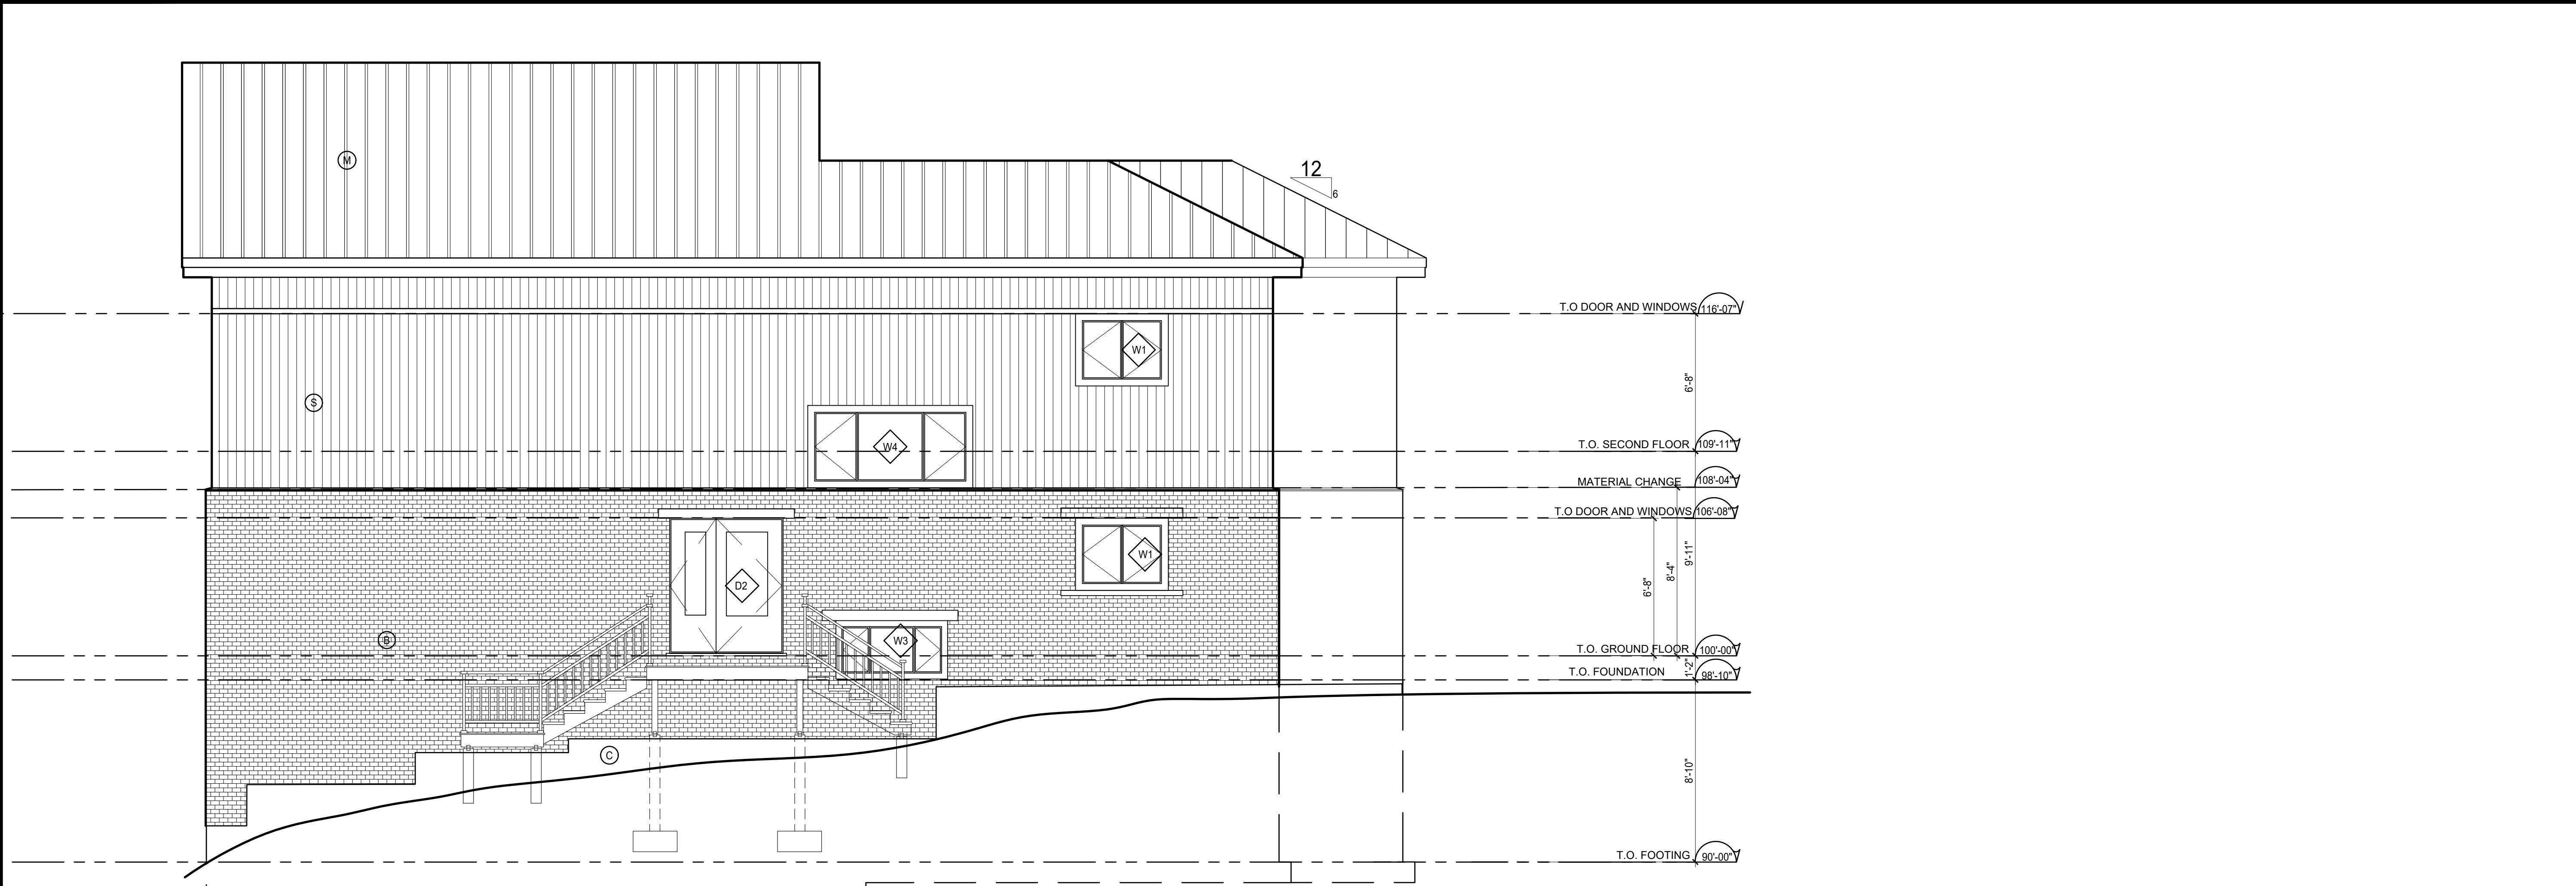 M
12
6
T.O DOOR AND WINDOWS 116'-07"
W1
6'-8"
S
W4
T.O. SECOND FLOOR 109'-11"
MATERIAL CHANGE 108'-04"
T.O DOOR AND WINDOWS 106'-08"
W1
9'-11"
8'-4"
6'-8"
D2
B
W3
T.O. GROUND FLOOR 100'-00"
1'-2"
T.O. FOUNDATION 98'-10"
C
8'-10"
T.O. FOOTING 90'-00"